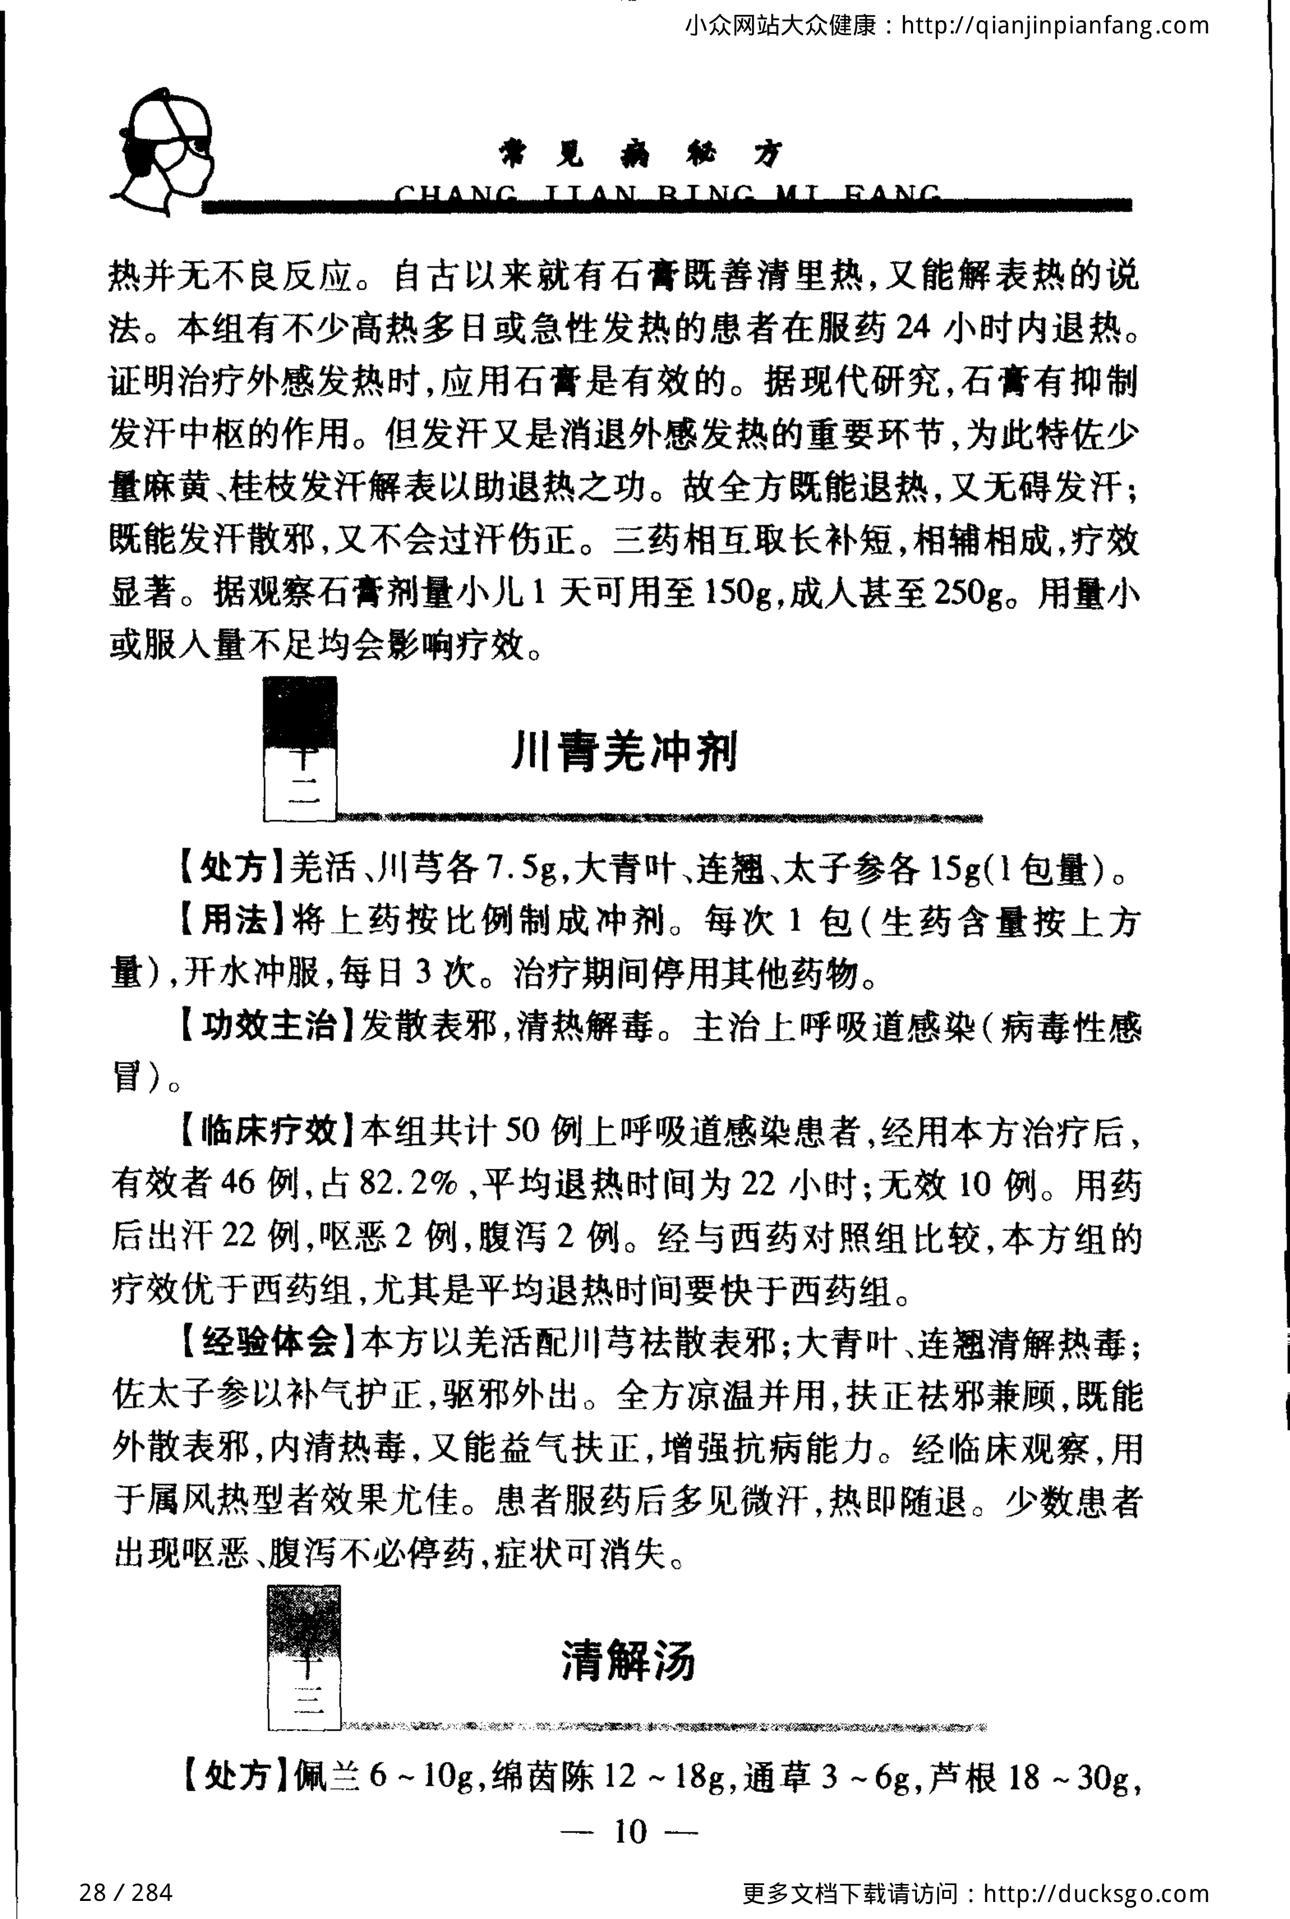 小众网站大众健康：http://qianjinpianfang.com
常见病秘方
CHANG JIAN BING MI FANG
热并无不良反应。自古以来就有石膏既善清里热,又能解表热的说
法。本组有不少高热多日或急性发热的患者在服药24小时内退热。
证明治疗外感发热时,应用石膏是有效的。据现代研究,石膏有抑制
发汗中枢的作用。但发汗又是消退外感发热的重要环节,为此特佐少
量麻黄、桂枝发汗解表以助退热之功。故全方既能退热,又无碍发汗;
既能发汗散邪,又不会过汗伤正。三药相互取长补短,相辅相成,疗效
显著。据观察石膏剂量小儿1天可用至150g,成人甚至250g。用量小
或服入量不足均会影响疗效。
十二
川青羌冲剂
【处方】羌活、川芎各7.5g,大青叶、连翘、太子参各15g(1包量)。
【用法】将上药按比例制成冲剂。每次1包(生药含量按上方
量),开水冲服,每日3次。治疗期间停用其他药物。
【功效主治】发散表邪,清热解毒。主治上呼吸道感染(病毒性感
冒)。
【临床疗效】本组共计50例上呼吸道感染患者,经用本方治疗后,
有效者46例,占82.2%,平均退热时间为22小时;无效10例。用药
后出汗22例,呕恶2例,腹泻2例。经与西药对照组比较,本方组的
疗效优于西药组,尤其是平均退热时间要快于西药组。
【经验体会】本方以羌活配川芎祛散表邪;大青叶、连翘清解热毒;
佐太子参以补气护正,驱邪外出。全方凉温并用,扶正祛邪兼顾,既能
外散表邪,内清热毒,又能益气扶正,增强抗病能力。经临床观察,用
于属风热型者效果尤佳。患者服药后多见微汗,热即随退。少数患者
出现呕恶、腹泻不必停药,症状可消失。
十三
清解汤
【处方】佩兰6~10g,绵茵陈12~18g,通草3~6g,芦根18~30g,
— 10 —
28 / 284
更多文档下载请访问：http://ducksgo.com